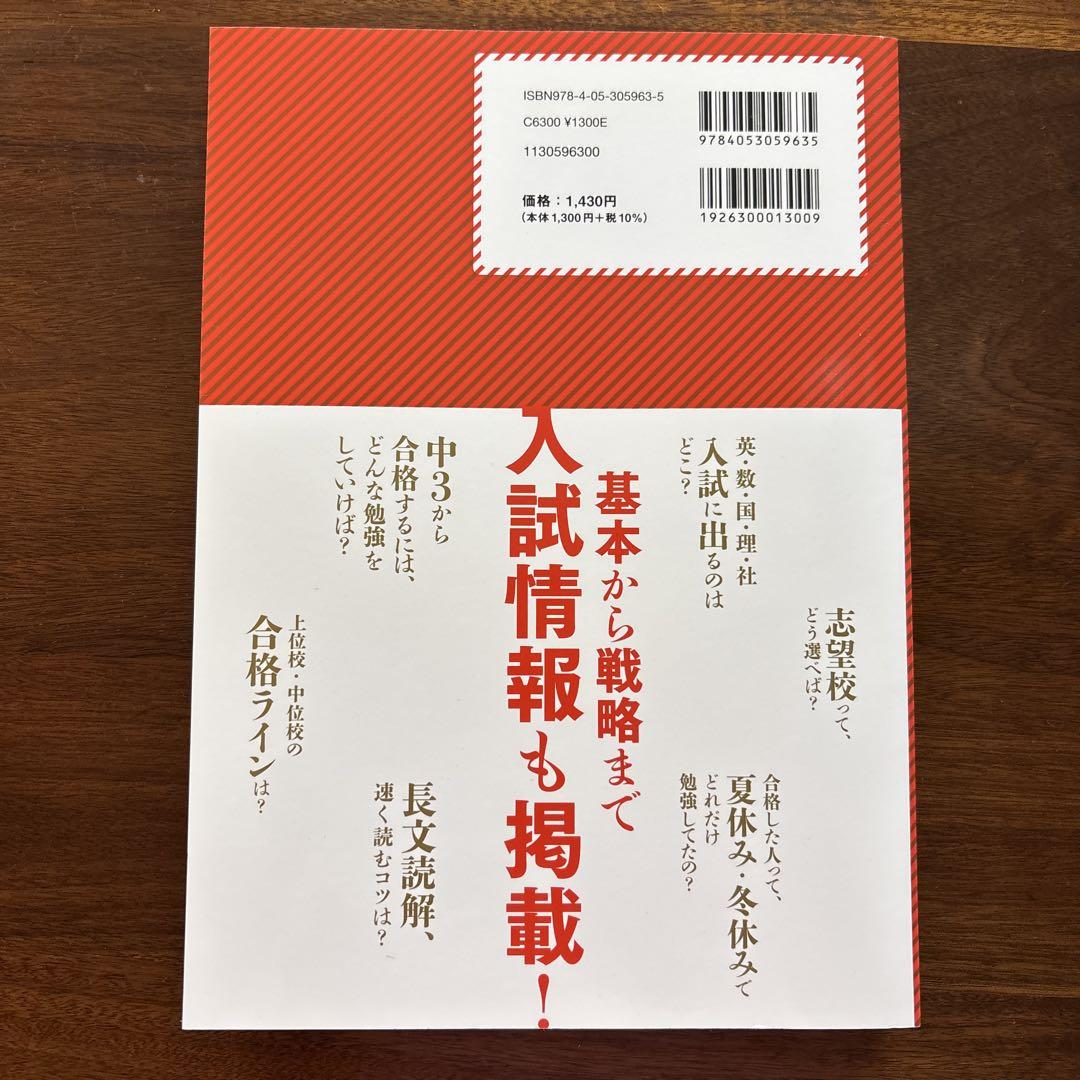 ISBN978-4-05-305963-5
C6300 ¥1300E
1130596300
価格：1,430円
（本体1,300円＋税10%）
9784053059635
1926300013009
志望校って、
どう選べば？
英・数・国・理・社
入試に出るのは
どこ？
合格した人って、
夏休み・冬休みで
どれだけ
勉強してたの？
基本から戦略まで
入試情報も掲載！
中3から
合格するには、
どんな勉強を
していけば？
長文読解、
速く読むコツは？
上位校・中位校の
合格ラインは？